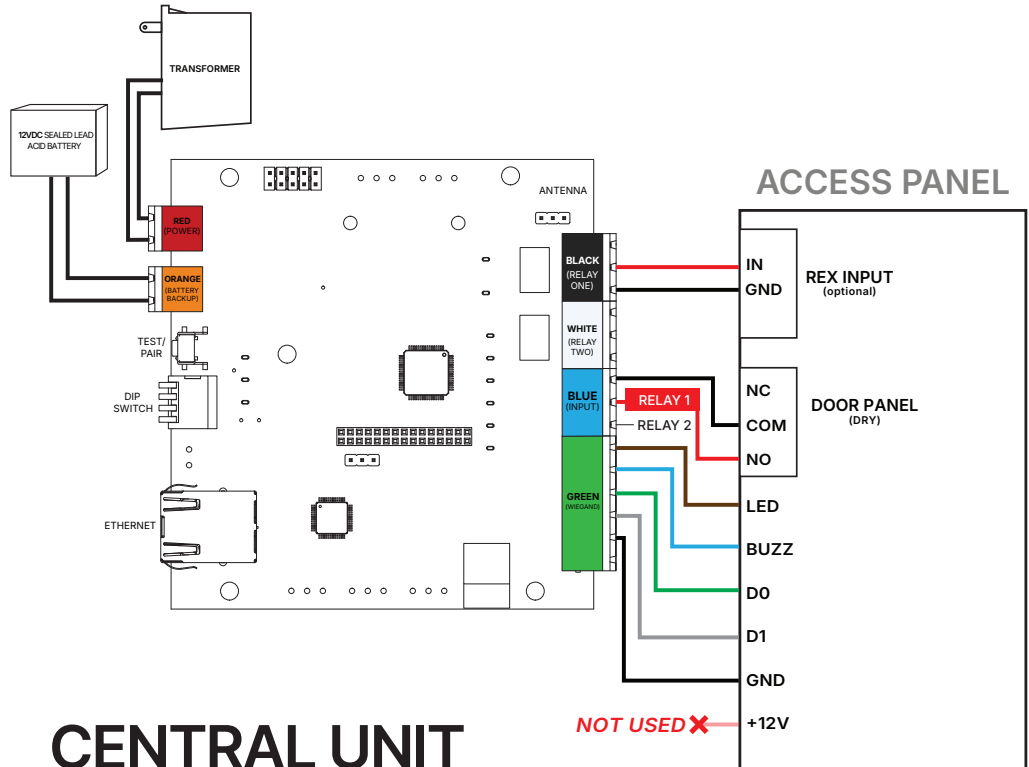 TRANSFORMER
12VDC SEALED LEAD
ACID BATTERY
ANTENNA
ACCESS PANEL
RED
(POWER)
ORANGE
(BATTERY
BACKUP)
TEST/
PAIR
DIP
SWITCH
ETHERNET
BLACK
(RELAY
ONE)
WHITE
(RELAY
TWO)
BLUE
(INPUT)
GREEN
(WIEGAND)
RELAY 1
RELAY 2
IN
GND
REX INPUT
(optional)
NC
COM
NO
DOOR PANEL
(DRY)
LED
BUZZ
D0
D1
GND
NOT USED
+12V
CENTRAL UNIT